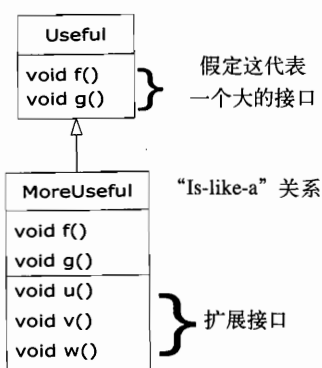 Useful
void f()
void g()
假定这代表
一个大的接口
MoreUseful
“Is-like-a”关系
void f()
void g()
void u()
void v()
void w()
扩展接口